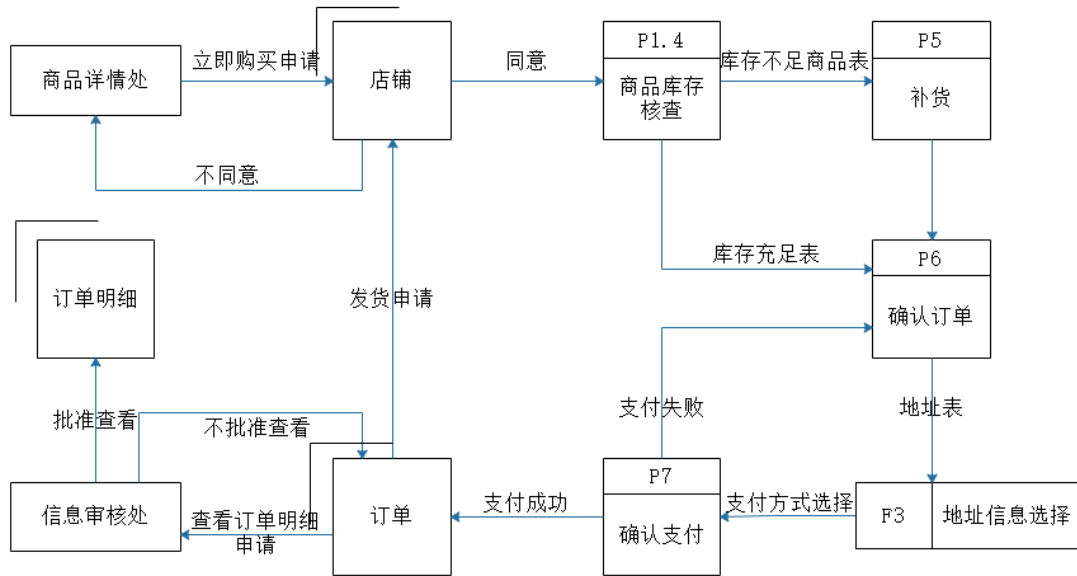 P1.4
P5
商品详情处
立即购买申请
店铺
同意
商品库存
核查
库存不足商品表
补货
不同意
订单明细
发货申请
库存充足表
P6
确认订单
批准查看
不批准查看
支付失败
地址表
信息审核处
查看订单明细
申请
订单
支付成功
P7
确认支付
支付方式选择
F3
地址信息选择